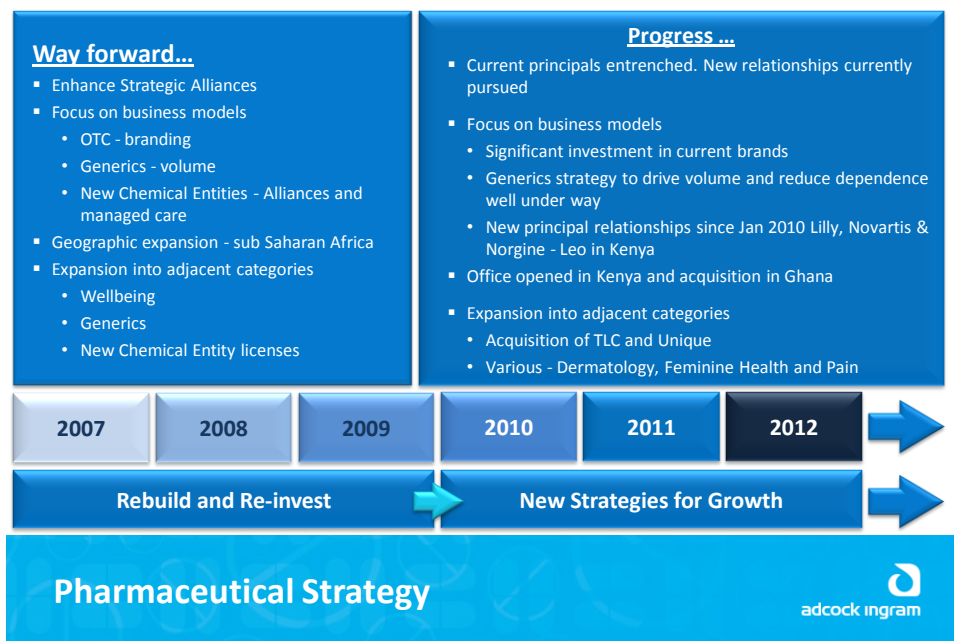 Way forward...
▪ Enhance Strategic Alliances
▪ Focus on business models
• OTC - branding
• Generics - volume
• New Chemical Entities - Alliances and
managed care
▪ Geographic expansion - sub Saharan Africa
▪ Expansion into adjacent categories
• Wellbeing
• Generics
• New Chemical Entity licenses
Progress ...
▪ Current principals entrenched. New relationships currently
pursued
▪ Focus on business models
• Significant investment in current brands
• Generics strategy to drive volume and reduce dependence
well under way
• New principal relationships since Jan 2010 Lilly, Novartis &
Norgine - Leo in Kenya
▪ Office opened in Kenya and acquisition in Ghana
▪ Expansion into adjacent categories
• Acquisition of TLC and Unique
• Various - Dermatology, Feminine Health and Pain
2007 2008 2009 2010 2011 2012
Rebuild and Re-invest New Strategies for Growth
Pharmaceutical Strategy
adcock ingram